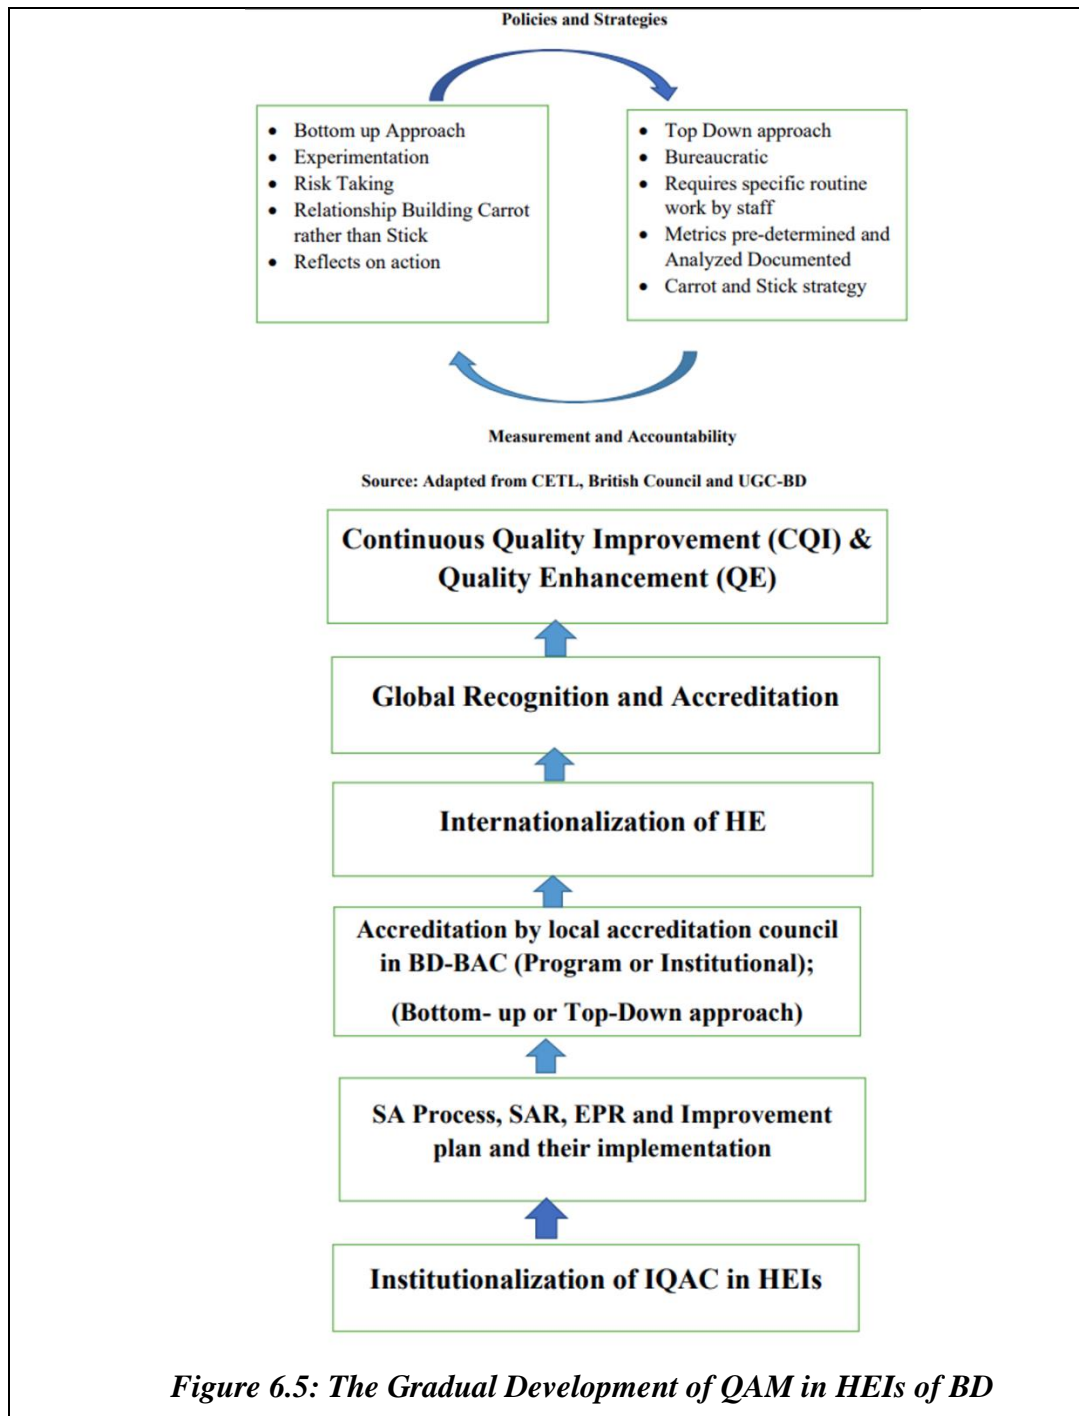 Policies and Strategies
• Bottom up Approach
• Experimentation
• Risk Taking
• Relationship Building Carrot
rather than Stick
• Reflects on action
• Top Down approach
• Bureaucratic
• Requires specific routine
work by staff
• Metrics pre-determined and
Analyzed Documented
• Carrot and Stick strategy
Measurement and Accountability
Source: Adapted from CETL, British Council and UGC-BD
Continuous Quality Improvement (CQI) &
Quality Enhancement (QE)
Global Recognition and Accreditation
Internationalization of HE
Accreditation by local accreditation council
in BD-BAC (Program or Institutional);
(Bottom- up or Top-Down approach)
SA Process, SAR, EPR and Improvement
plan and their implementation
Institutionalization of IQAC in HEIs
Figure 6.5: The Gradual Development of QAM in HEIs of BD